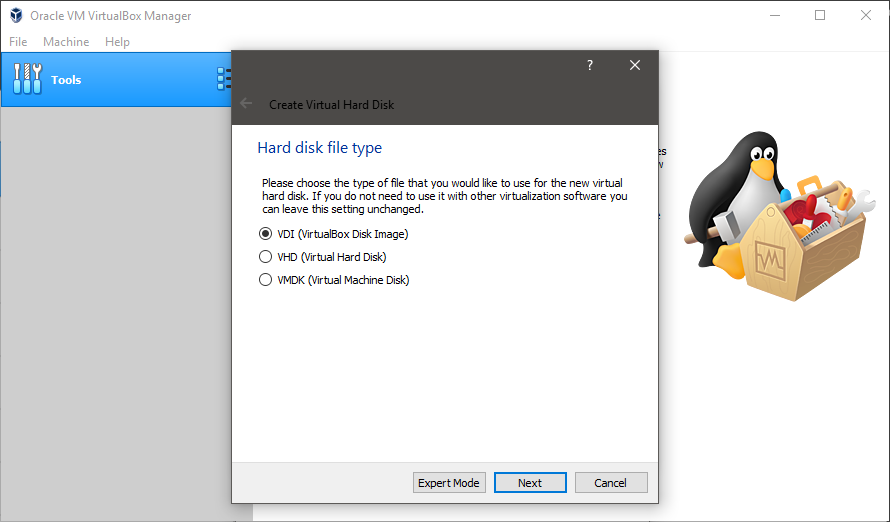 Oracle VM VirtualBox Manager
File Machine Help
Tools
?
Create Virtual Hard Disk
Hard disk file type
Please choose the type of file that you would like to use for the new virtual
hard disk. If you do not need to use it with other virtualization software you
can leave this setting unchanged.
VDI (VirtualBox Disk Image)
VHD (Virtual Hard Disk)
VMDK (Virtual Machine Disk)
Expert Mode Next Cancel